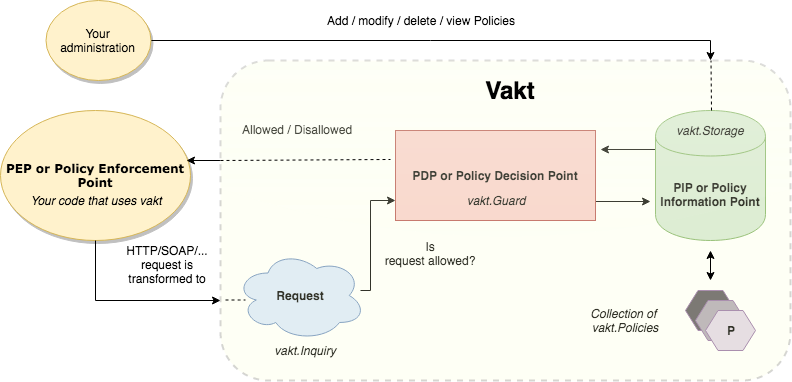 Add / modify / delete / view Policies
Your
administration
Vakt
Allowed / Disallowed
vakt.Storage
PEP or Policy Enforcement
Point
Your code that uses vakt
PDP or Policy Decision Point
vakt.Guard
PIP or Policy
Information Point
HTTP/SOAP/...
request is
transformed to
Is
request allowed?
Request
vakt.Inquiry
Collection of
vakt.Policies
P